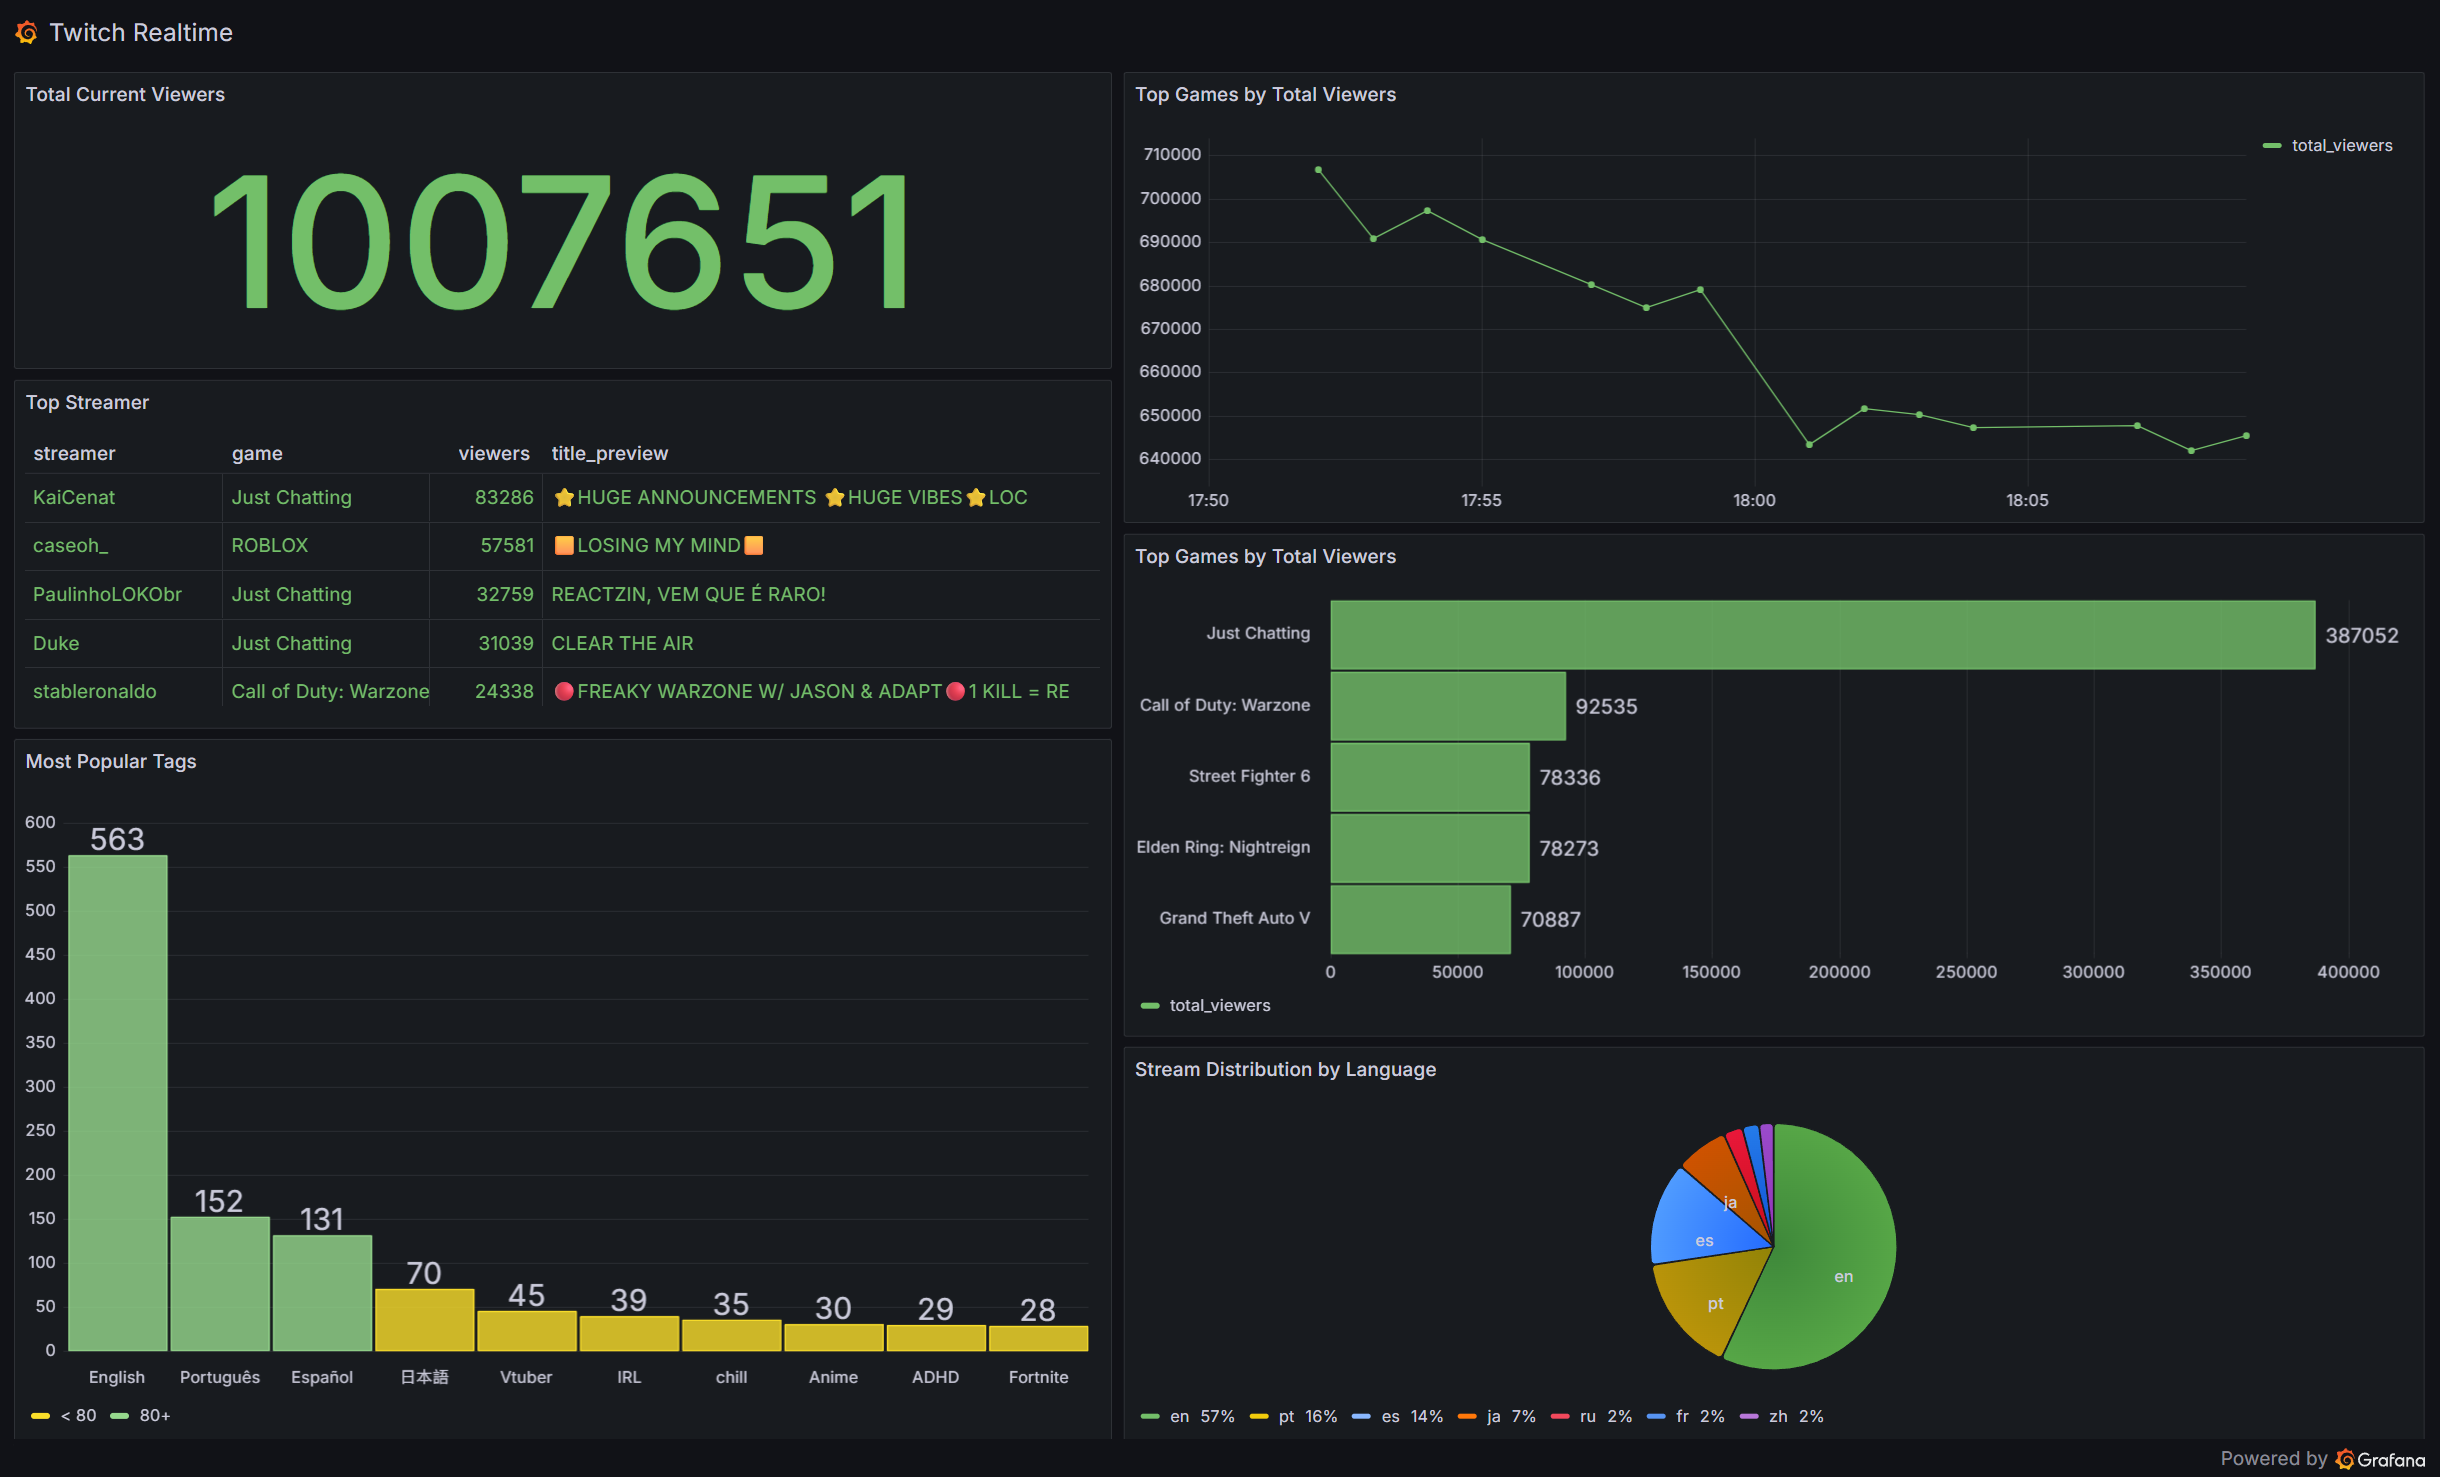 Twitch Realtime
Total Current Viewers
1007651
Top Streamer
streamer game viewers title_preview
KaiCenat Just Chatting 83286 ⭐HUGE ANNOUNCEMENTS ⭐HUGE VIBES⭐LOC
caseoh_ ROBLOX 57581 🟧LOSING MY MIND🟧
PaulinhoLOKObr Just Chatting 32759 REACTZIN, VEM QUE É RARO!
Duke Just Chatting 31039 CLEAR THE AIR
stableronaldo Call of Duty: Warzone 24338 🔴FREAKY WARZONE W/ JASON & ADAPT🔴1 KILL = RE
Most Popular Tags
600
550
500
450
400
350
300
250
200
150
100
50
0
563
152
131
70
45
39
35
30
29
28
English Português Español 日本語 Vtuber IRL chill Anime ADHD Fortnite
< 80 80+
Top Games by Total Viewers
710000
700000
690000
680000
670000
660000
650000
640000
17:50 17:55 18:00 18:05
total_viewers
Top Games by Total Viewers
Just Chatting 387052
Call of Duty: Warzone 92535
Street Fighter 6 78336
Elden Ring: Nightreign 78273
Grand Theft Auto V 70887
0 50000 100000 150000 200000 250000 300000 350000 400000
total_viewers
Stream Distribution by Language
ja
es
en
pt
en 57% pt 16% es 14% ja 7% ru 2% fr 2% zh 2%
Powered by Grafana